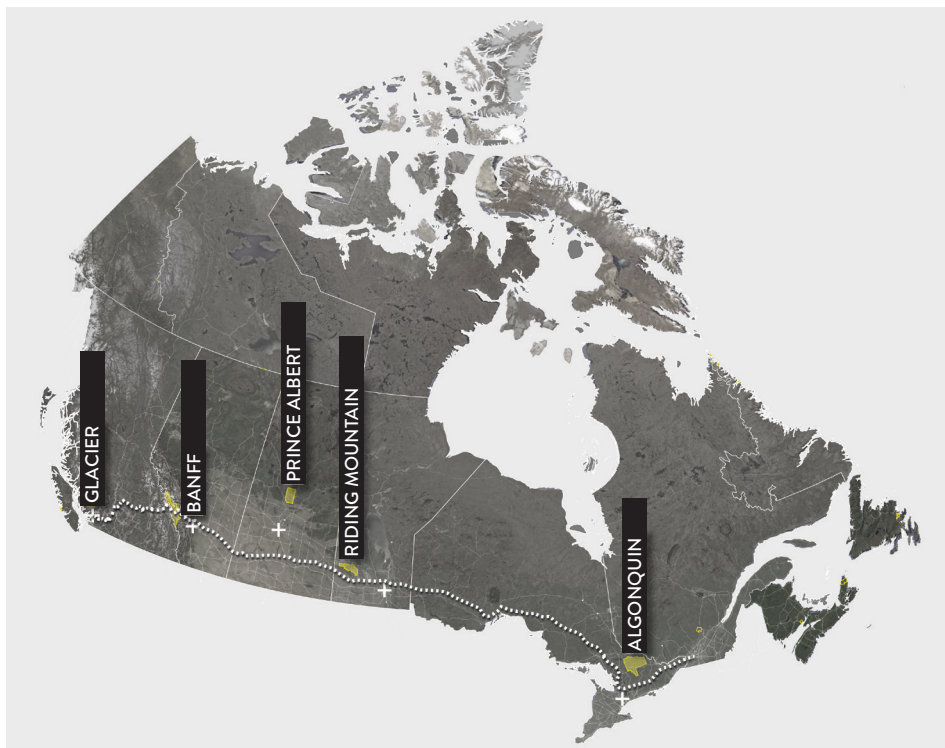 GLACIER
BANFF
PRINCE ALBERT
RIDING MOUNTAIN
ALGONQUIN